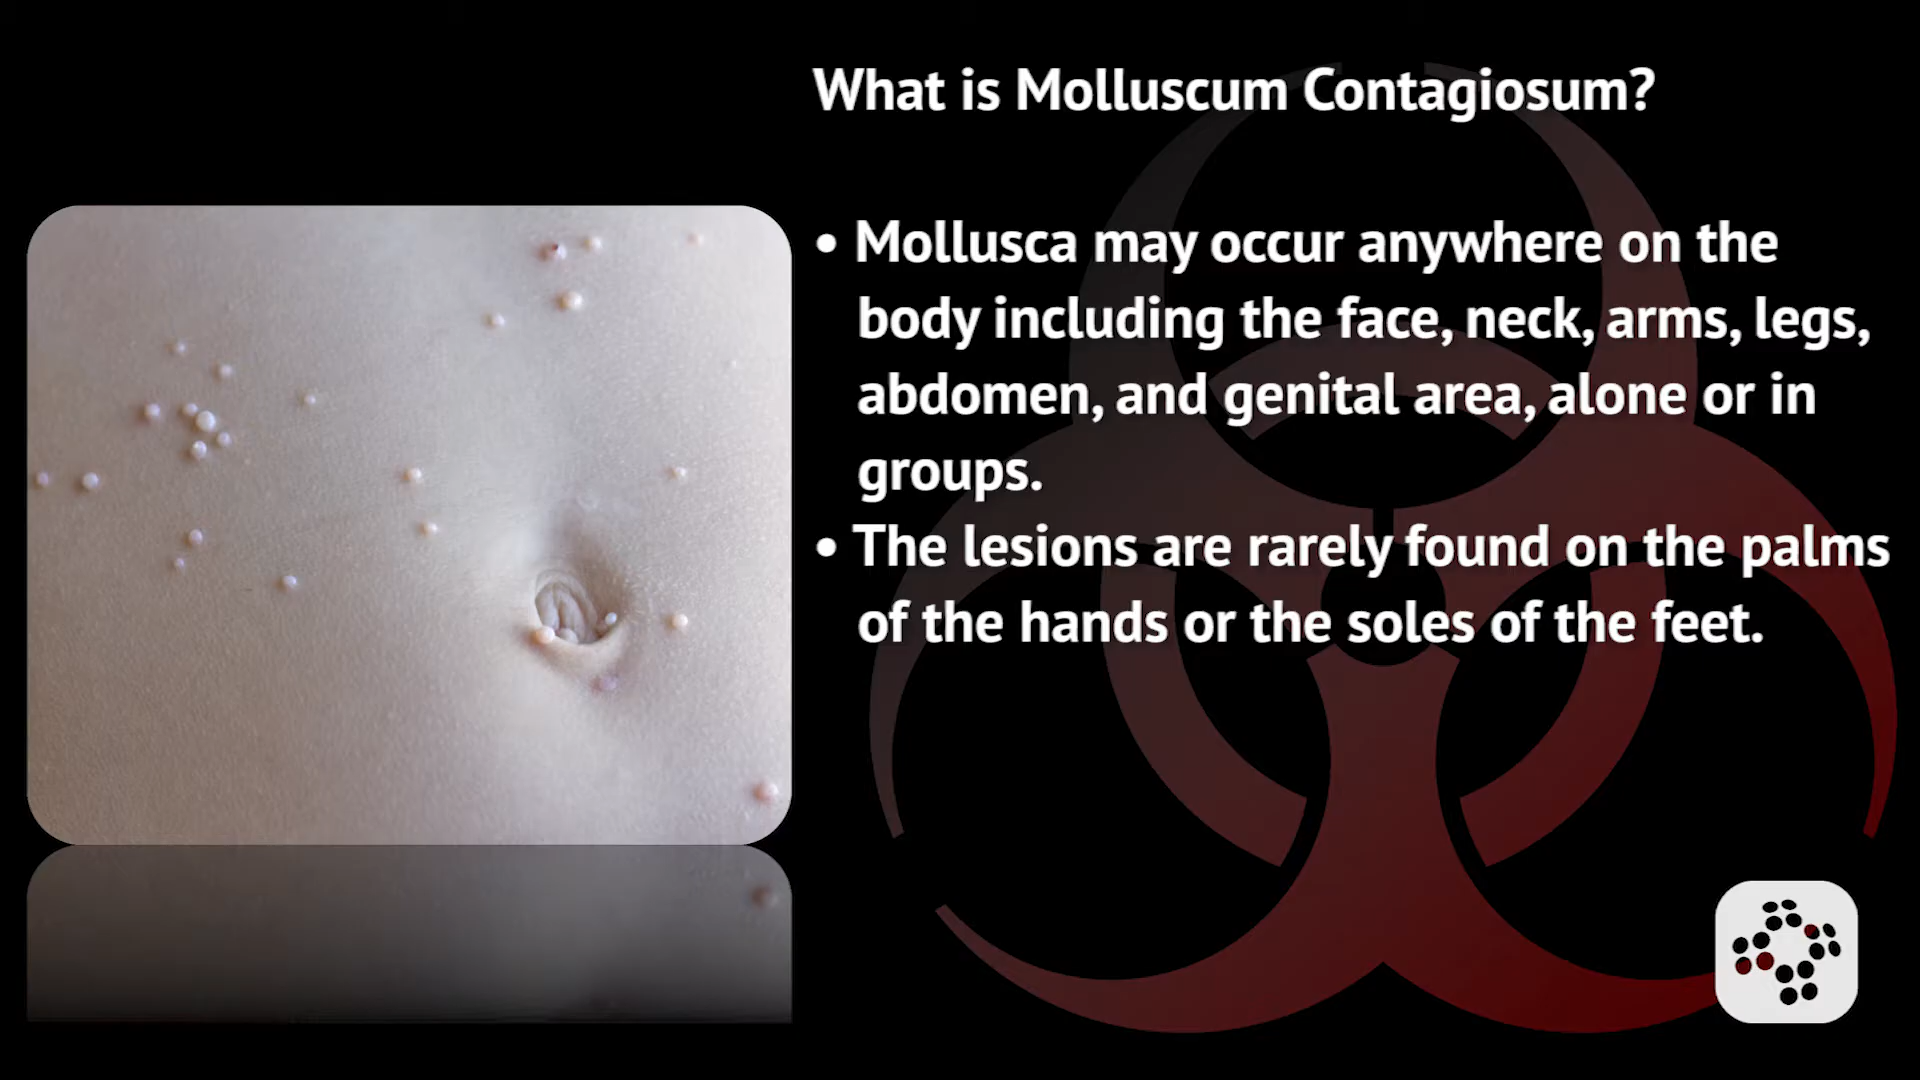 What is Molluscum Contagiosum?
• Mollusca may occur anywhere on the
body including the face, neck, arms, legs,
abdomen, and genital area, alone or in
groups.
• The lesions are rarely found on the palms
of the hands or the soles of the feet.